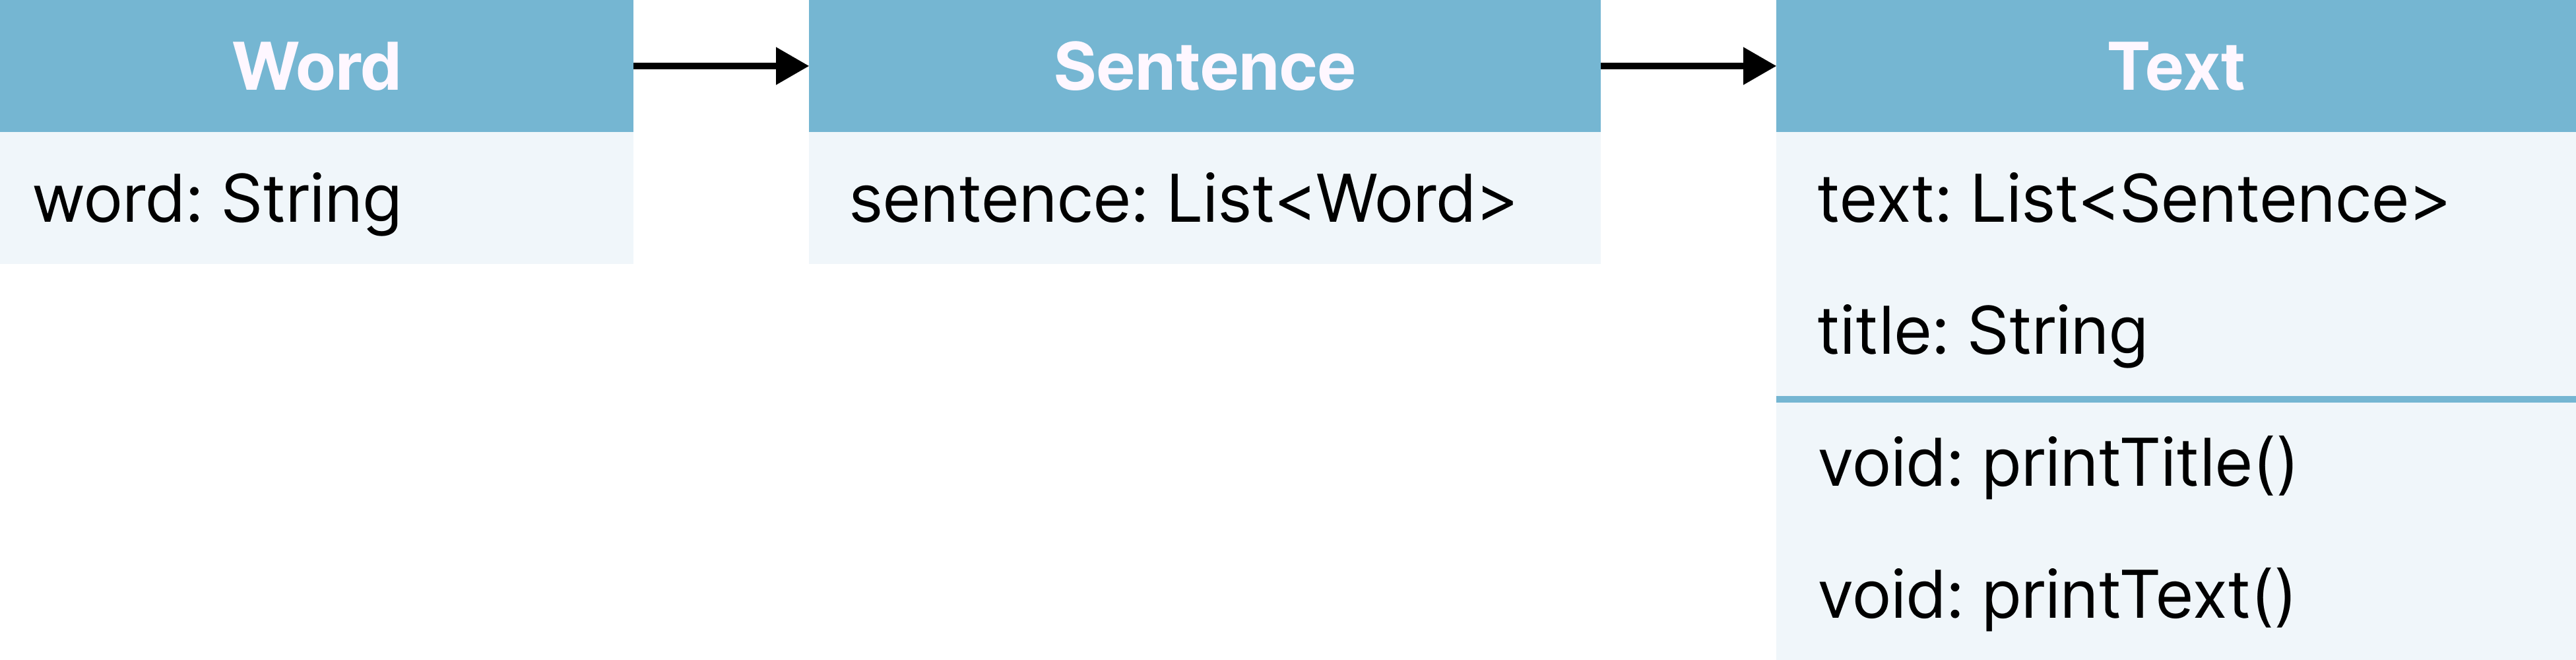 Word
word: String
Sentence
sentence: List<Word>
Text
text: List<Sentence>
title: String
void: printTitle()
void: printText()